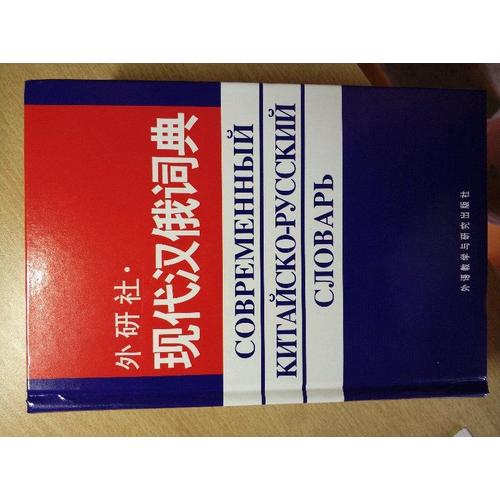 外研社·
现代汉俄词典
СОВРЕМЕННЫЙ
КИТАЙСКО-РУССКИЙ
СЛОВАРЬ
外语教学与研究出版社